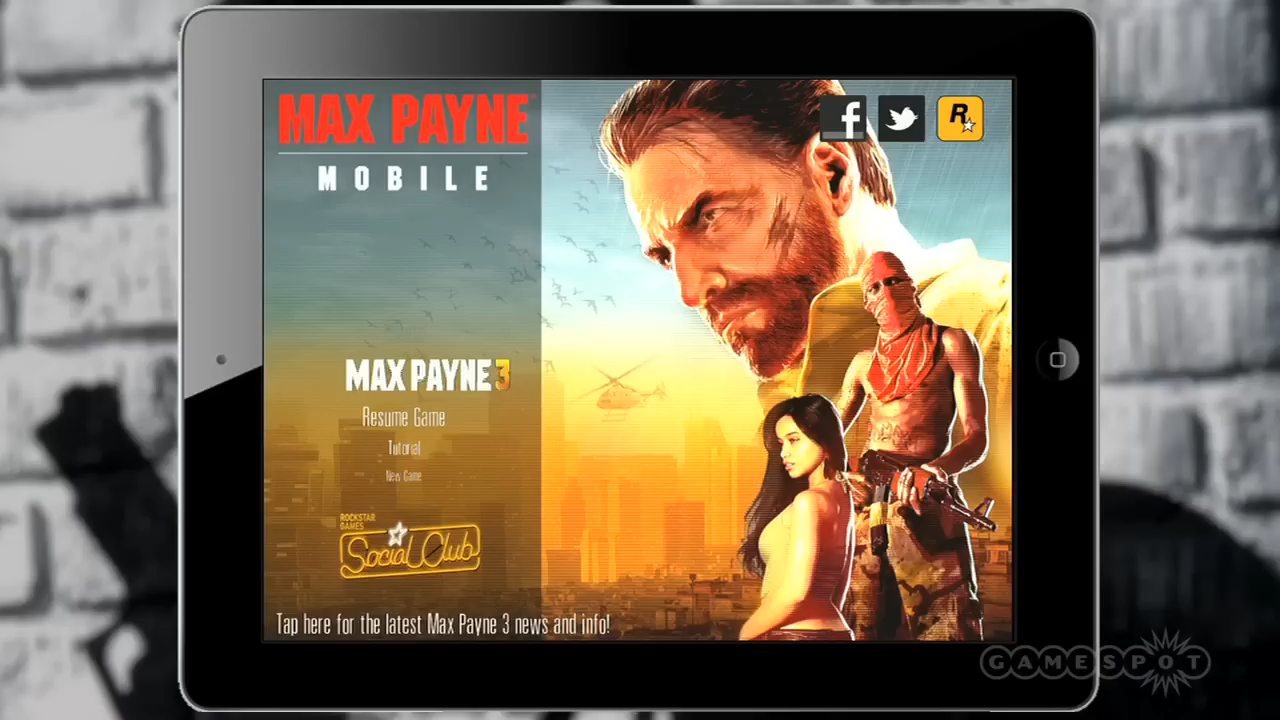 MAX PAYNE
MOBILE
f
R
MAX PAYNE 3
Resume Game
Tutorial
New Game
ROCKSTAR
GAMES
Social Club
Tap here for the latest Max Payne 3 news and info!
GAMESPOT